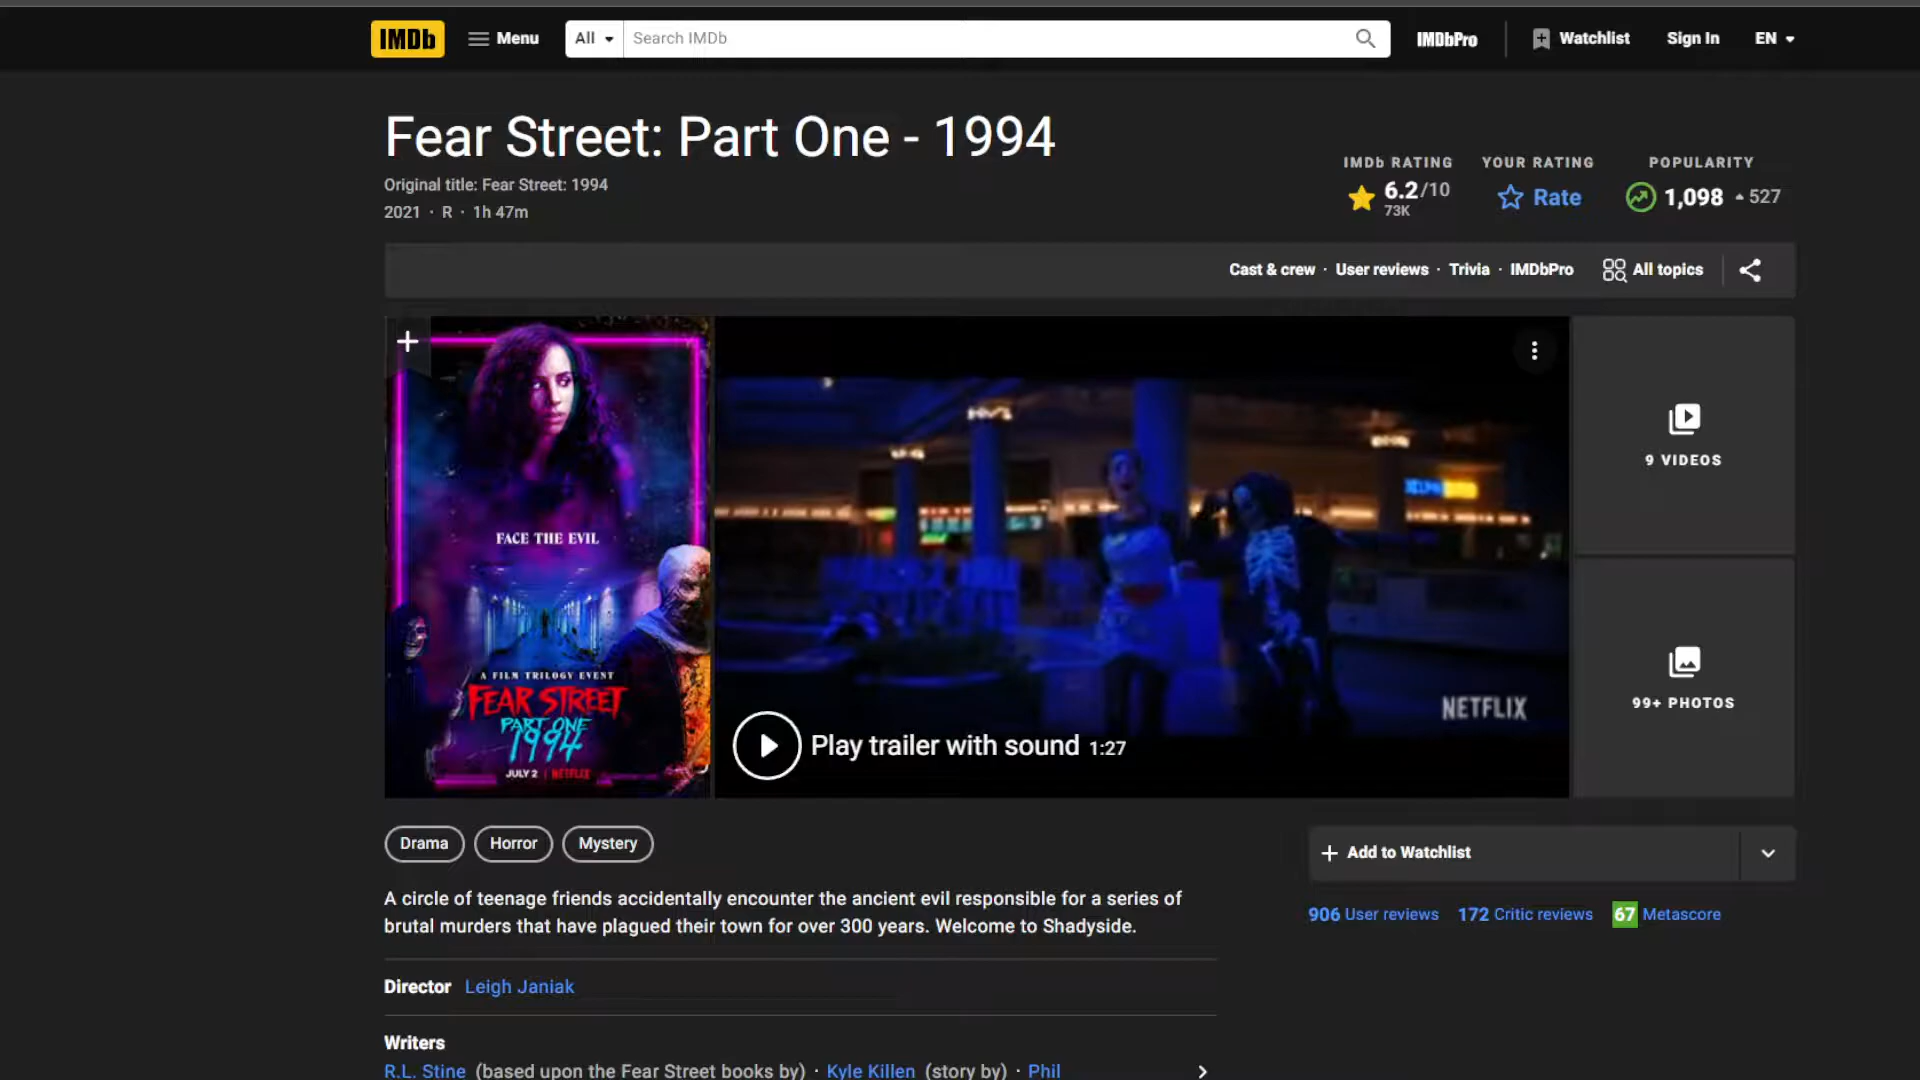 IMDb Menu All Search IMDb IMDbPro Watchlist Sign In EN
Fear Street: Part One - 1994
Original title: Fear Street: 1994
2021 · R · 1h 47m
IMDb RATING YOUR RATING POPULARITY
6.2/10 Rate 1,098 527
73K
Cast & crew · User reviews · Trivia · IMDbPro All topics
FACE THE EVIL
A FILM TRILOGY EVENT
FEAR STREET
PART ONE
1994
JULY 2 | NETFLIX
NETFLIX
Play trailer with sound 1:27
9 VIDEOS
99+ PHOTOS
Drama Horror Mystery
A circle of teenage friends accidentally encounter the ancient evil responsible for a series of
brutal murders that have plagued their town for over 300 years. Welcome to Shadyside.
Director Leigh Janiak
Writers
R.L. Stine (based upon the Fear Street books by) · Kyle Killen (story by) · Phil
+ Add to Watchlist
906 User reviews 172 Critic reviews 67 Metascore